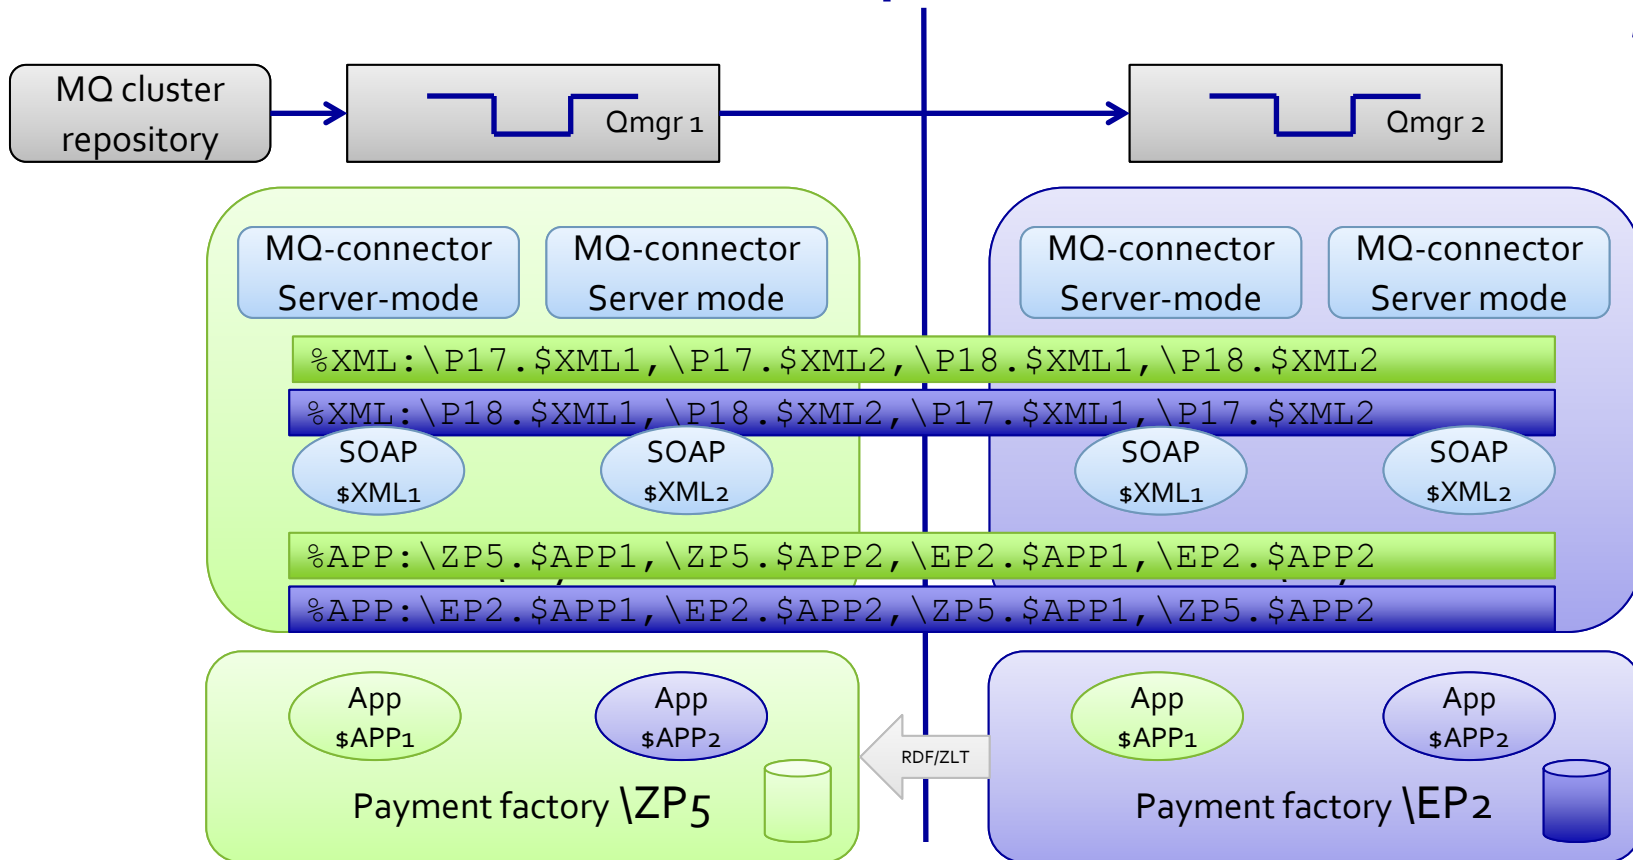 MQ cluster
repository
Qmgr 1
Qmgr 2
MQ-connector
Server-mode
MQ-connector
Server mode
MQ-connector
Server-mode
MQ-connector
Server mode
%XML:\P17.$XML1,\P17.$XML2,\P18.$XML1,\P18.$XML2
%XML:\P18.$XML1,\P18.$XML2,\P17.$XML1,\P17.$XML2
SOAP
$XML1
SOAP
$XML2
SOAP
$XML1
SOAP
$XML2
%APP:\ZP5.$APP1,\ZP5.$APP2,\EP2.$APP1,\EP2.$APP2
%APP:\EP2.$APP1,\EP2.$APP2,\ZP5.$APP1,\ZP5.$APP2
App
$APP1
App
$APP2
App
$APP1
App
$APP2
RDF/ZLT
Payment factory \ZP5
Payment factory \EP2